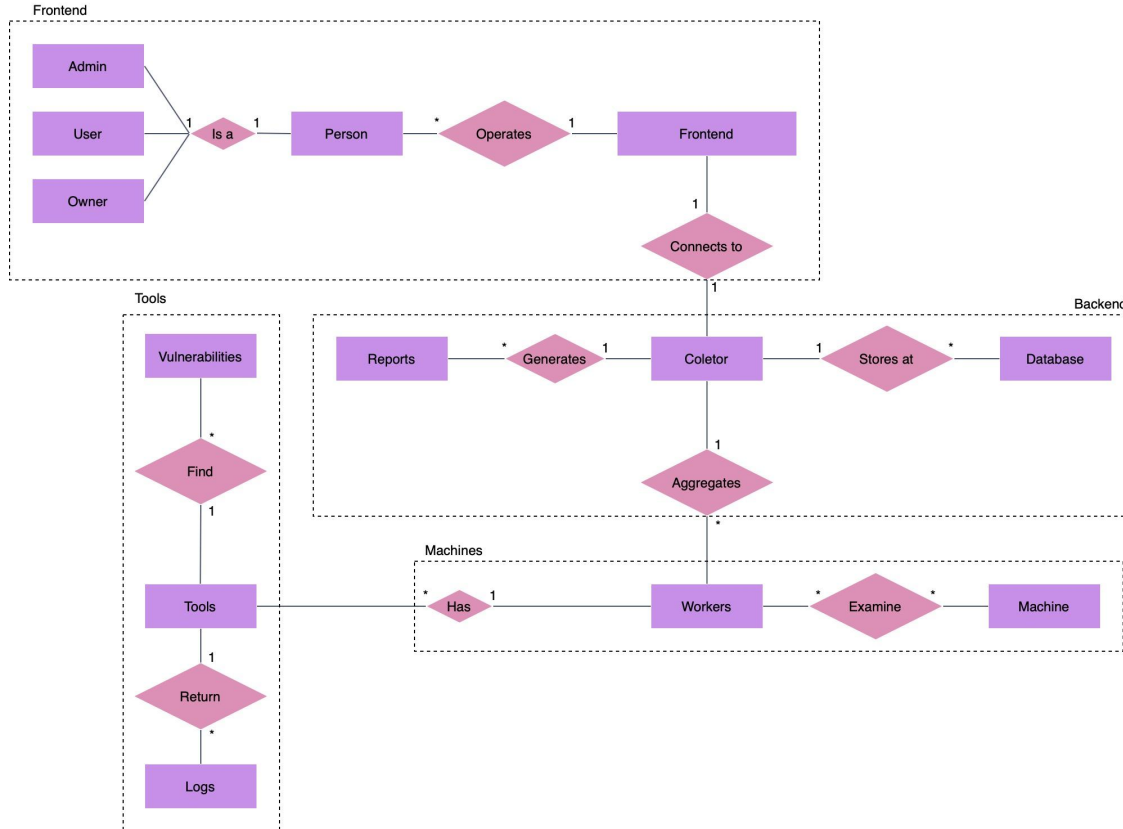 Frontend
Admin
User
Owner
1
Is a
1
Person
*
Operates
1
Frontend
1
Connects to
1
Tools
Vulnerabilities
*
Find
1
Tools
1
Return
*
Logs
Backend
Reports
*
Generates
1
Coletor
1
Stores at
*
Database
1
Aggregates
*
Machines
*
Has
1
Workers
*
Examine
*
Machine